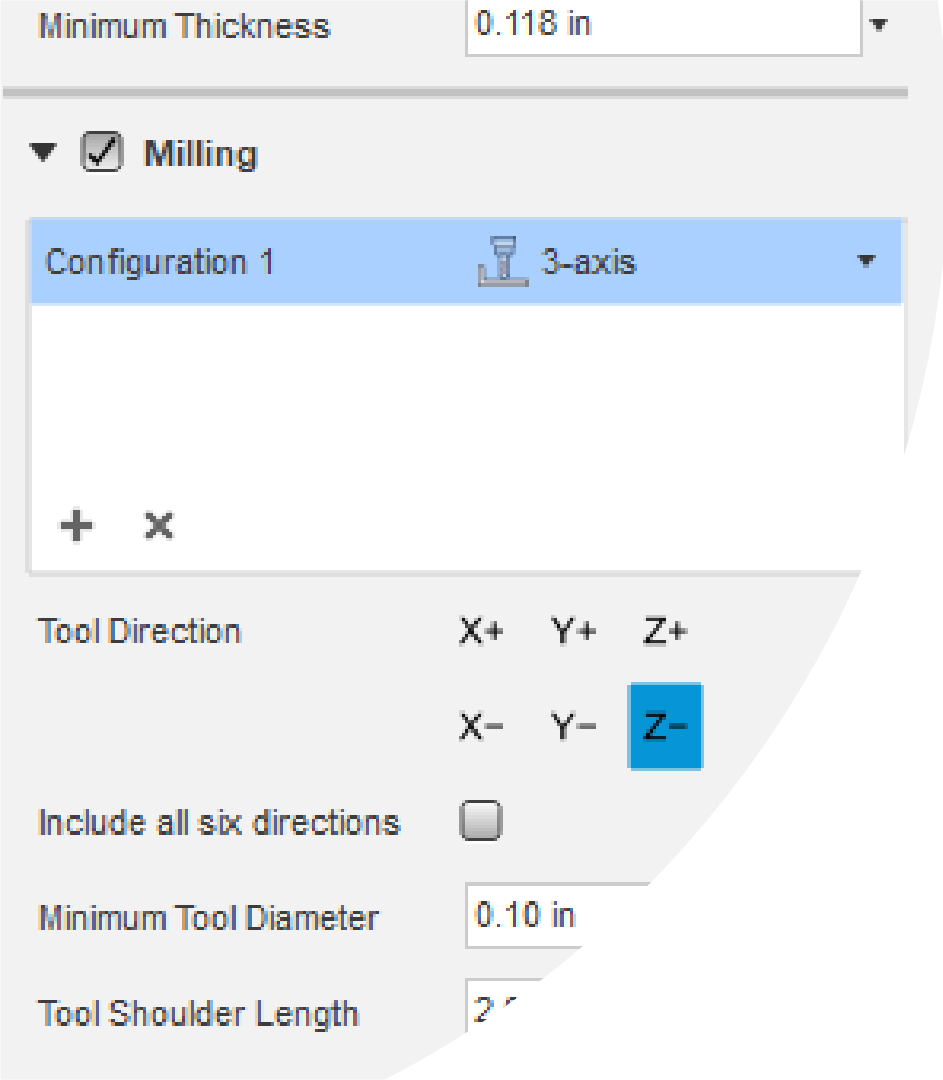 Minimum Thickness 0.118 in
Milling
Configuration 1 3-axis
Tool Direction X+ Y+ Z+
X− Y− Z−
Include all six directions
Minimum Tool Diameter 0.10 in
Tool Shoulder Length